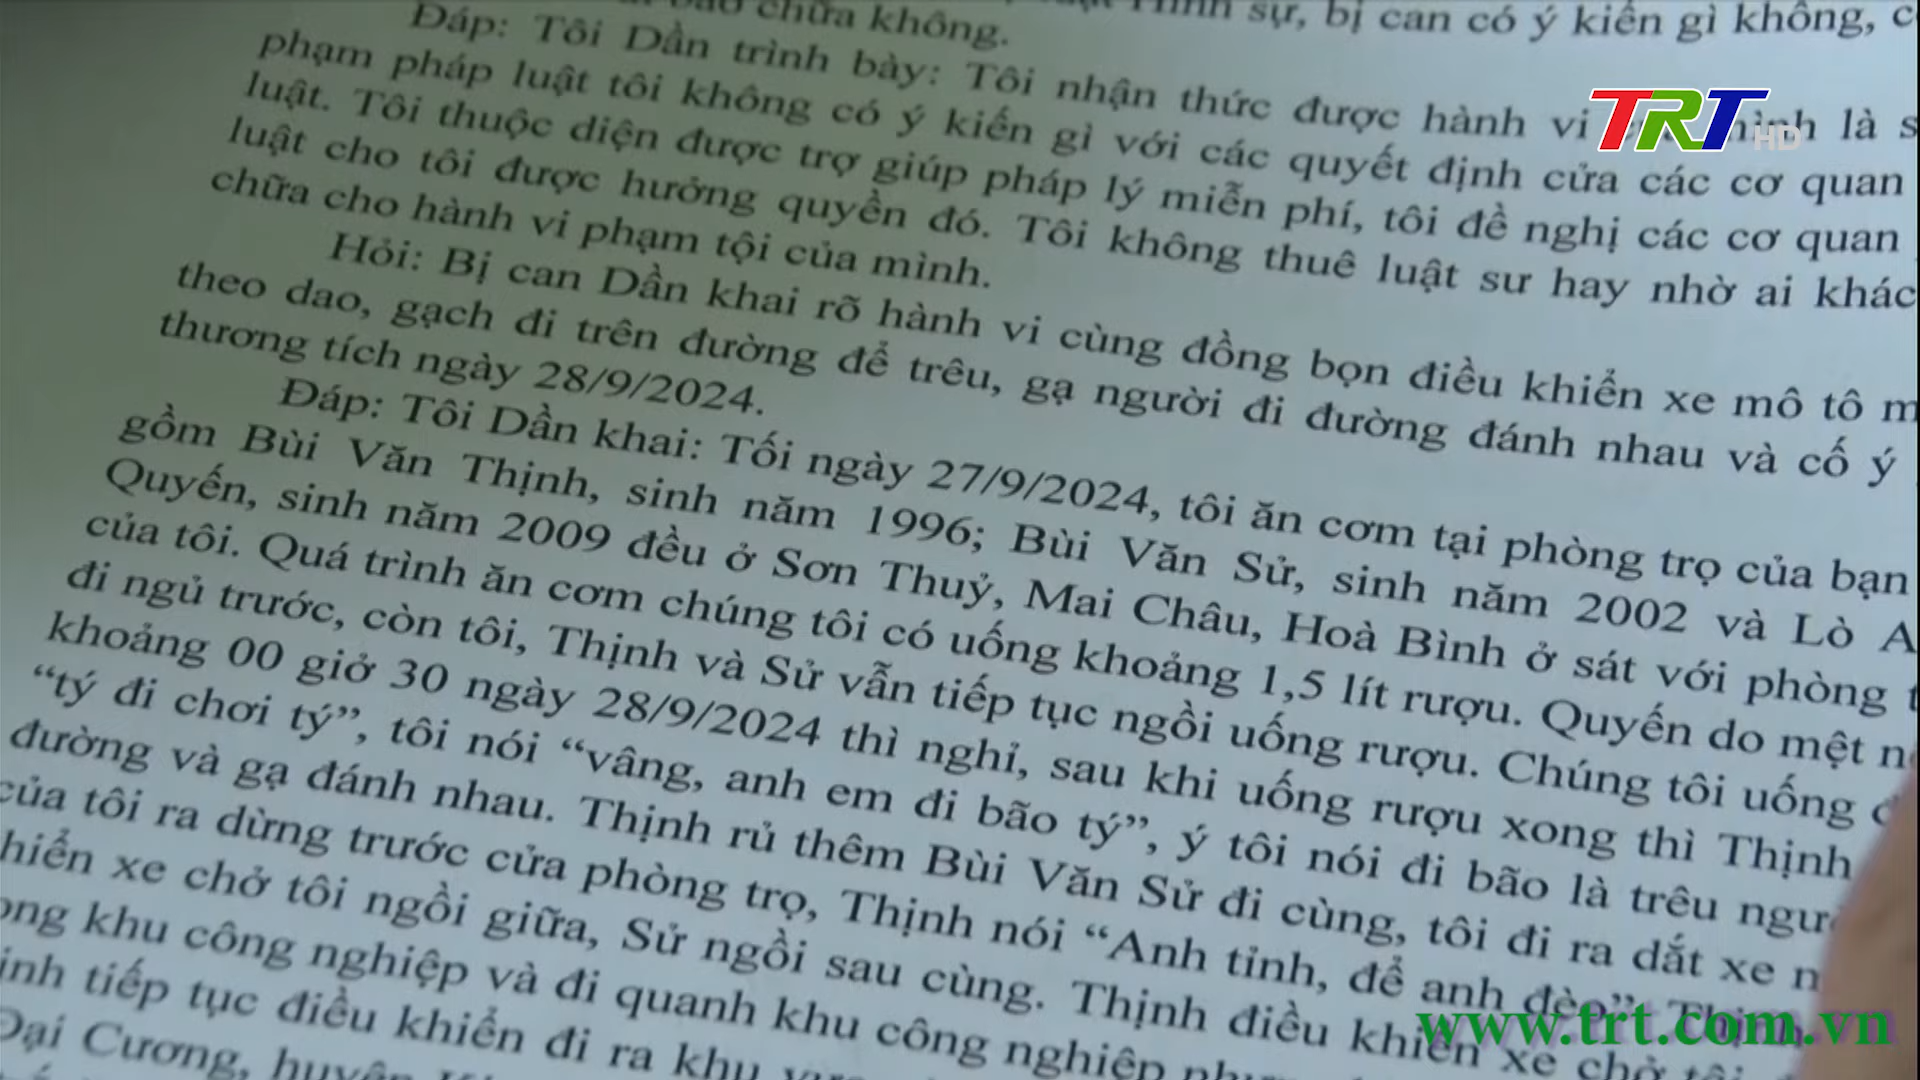 chữa không. Hình sự, bị can có ý kiến gì không,
Đáp: Tôi Dần trình bày: Tôi nhận thức được hành vi mình là
phạm pháp luật tôi không có ý kiến gì với các quyết định của các cơ quan
luật. Tôi thuộc diện được trợ giúp pháp lý miễn phí, tôi đề nghị các cơ quan
luật cho tôi được hưởng quyền đó. Tôi không thuê luật sư hay nhờ ai khác
chữa cho hành vi phạm tội của mình.
Hỏi: Bị can Dần khai rõ hành vi cùng đồng bọn điều khiển xe mô tô
theo dao, gạch đi trên đường để trêu, gạ người đi đường đánh nhau và cố ý
thương tích ngày 28/9/2024.
Đáp: Tôi Dần khai: Tối ngày 27/9/2024, tôi ăn cơm tại phòng trọ của bạn
gồm Bùi Văn Thịnh, sinh năm 1996; Bùi Văn Sử, sinh năm 2002 và Lò
Quyến, sinh năm 2009 đều ở Sơn Thuỷ, Mai Châu, Hoà Bình ở sát với phòng
của tôi. Quá trình ăn cơm chúng tôi có uống khoảng 1,5 lít rượu. Quyến do mệt
đi ngủ trước, còn tôi, Thịnh và Sử vẫn tiếp tục ngồi uống rượu. Chúng tôi uống
khoảng 00 giờ 30 ngày 28/9/2024 thì nghỉ, sau khi uống rượu xong thì Thịnh
“tý đi chơi tý”, tôi nói “vâng, anh em đi bão tý”, ý tôi nói đi bão là trêu
đường và gạ đánh nhau. Thịnh rủ thêm Bùi Văn Sử đi cùng, tôi đi ra dắt xe
của tôi ra dừng trước cửa phòng trọ, Thịnh nói “Anh tỉnh, để anh đèo”. Thịnh
xe chở tôi ngồi giữa, Sử ngồi sau cùng. Thịnh điều khiển xe chở tôi
khu công nghiệp và đi quanh khu công nghiệp
tiếp tục điều khiển đi ra khu
Đại Cương, huyện
TRT HD
www.trt.com.vn